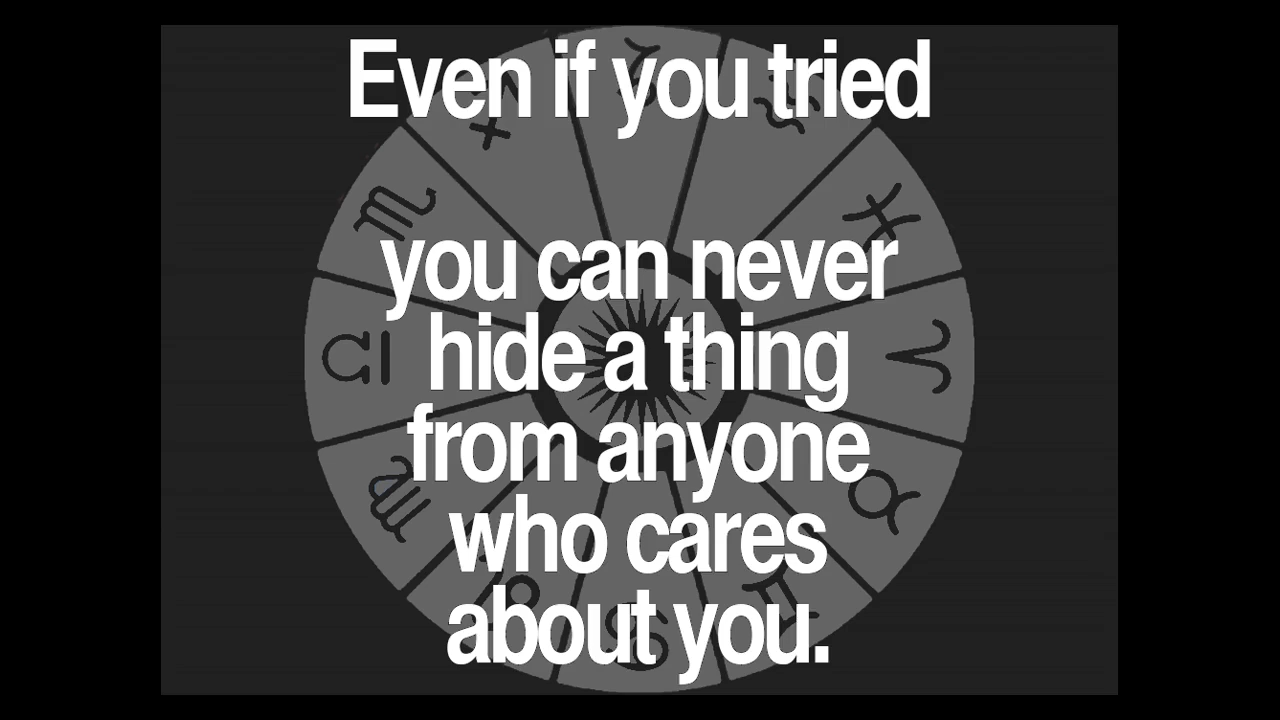 Even if you tried
you can never
hide a thing
from anyone
who cares
about you.